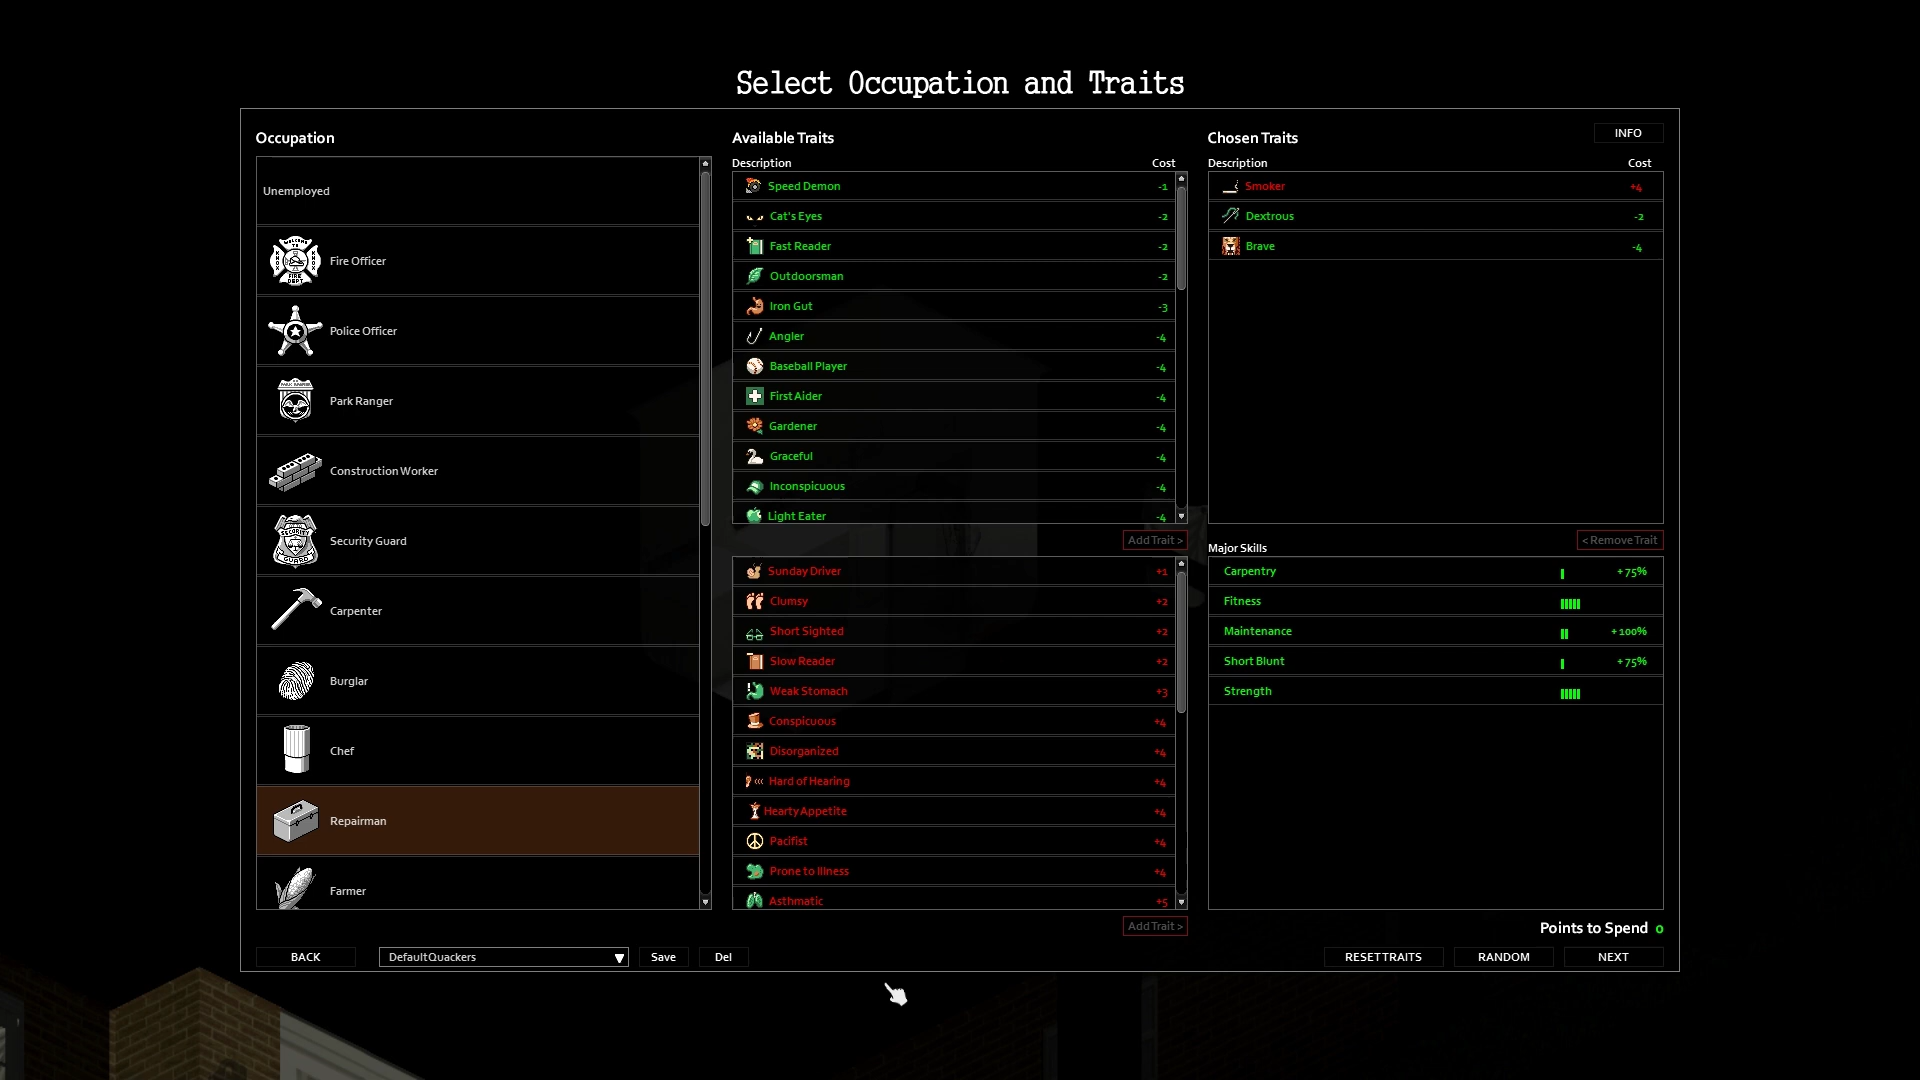 Select Occupation and Traits
Occupation
Unemployed
Fire Officer
Police Officer
Park Ranger
Construction Worker
Security Guard
Carpenter
Burglar
Chef
Repairman
Farmer
Available Traits
Description Cost
Speed Demon -1
Cat's Eyes -2
Fast Reader -2
Outdoorsman -2
Iron Gut -3
Angler -4
Baseball Player -4
First Aider -4
Gardener -4
Graceful -4
Inconspicuous -4
Light Eater -4
Add Trait >
Sunday Driver +1
Clumsy +2
Short Sighted +2
Slow Reader +2
Weak Stomach +3
Conspicuous +4
Disorganized +4
Hard of Hearing +4
Hearty Appetite +4
Pacifist +4
Prone to Illness +4
Asthmatic +5
Add Trait >
Chosen Traits
INFO
Description Cost
Smoker +4
Dextrous -2
Brave -4
< Remove Trait
Major Skills
Carpentry +75%
Fitness
Maintenance +100%
Short Blunt +75%
Strength
Points to Spend 0
BACK
DefaultQuackers
Save
Del
RESET TRAITS
RANDOM
NEXT